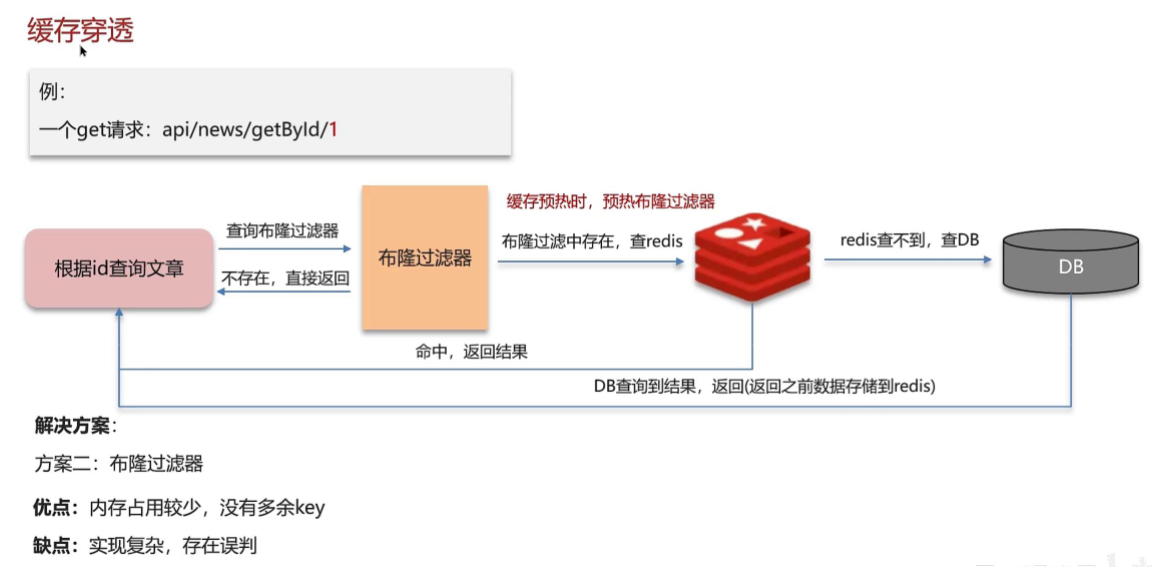 缓存穿透
例：
一个get请求：api/news/getById/1
缓存预热时，预热布隆过滤器
查询布隆过滤器
布隆过滤器
布隆过滤中存在，查redis
redis查不到，查DB
根据id查询文章
不存在，直接返回
DB
命中，返回结果
DB查询到结果，返回(返回之前数据存储到redis)
解决方案：
方案二：布隆过滤器
优点：内存占用较少，没有多余key
缺点：实现复杂，存在误判